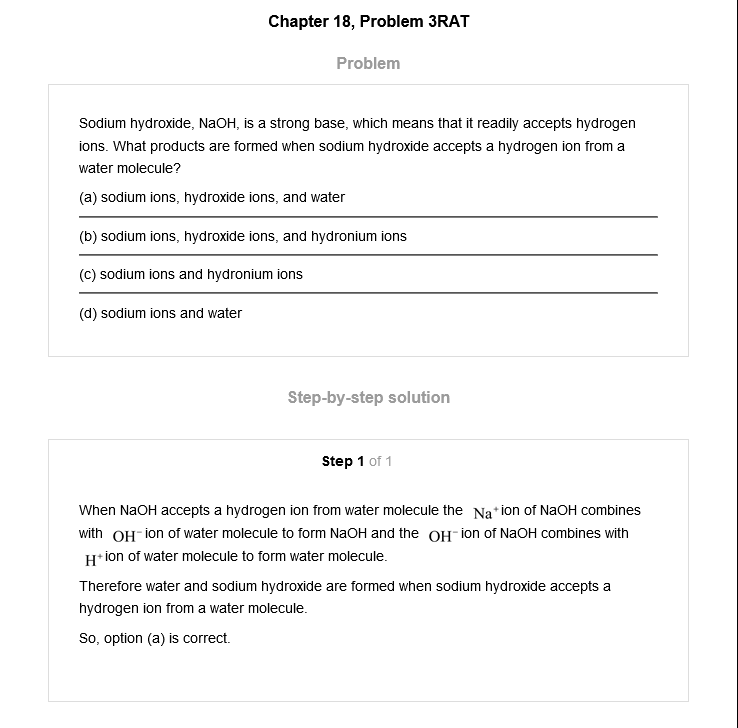 Chapter 18, Problem 3RAT
Problem
Sodium hydroxide, NaOH, is a strong base, which means that it readily accepts hydrogen
ions. What products are formed when sodium hydroxide accepts a hydrogen ion from a
water molecule?
(a) sodium ions, hydroxide ions, and water
(b) sodium ions, hydroxide ions, and hydronium ions
(c) sodium ions and hydronium ions
(d) sodium ions and water
Step-by-step solution
Step 1 of 1
When NaOH accepts a hydrogen ion from water molecule the Na⁺ ion of NaOH combines
with OH⁻ ion of water molecule to form NaOH and the OH⁻ ion of NaOH combines with
H⁺ ion of water molecule to form water molecule.
Therefore water and sodium hydroxide are formed when sodium hydroxide accepts a
hydrogen ion from a water molecule.
So, option (a) is correct.